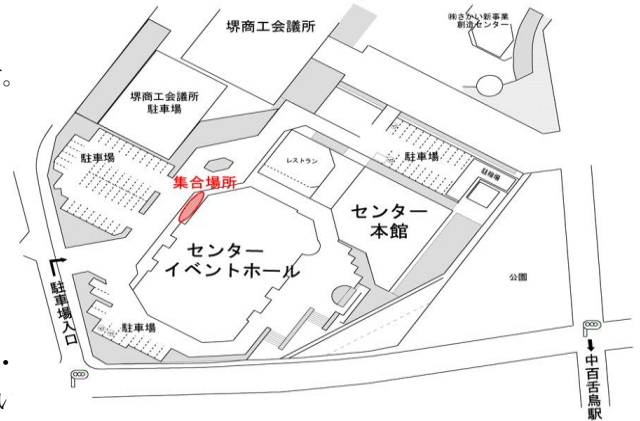 堺商工会議所
㈱さかい新事業
創造センター
堺商工会議所
駐車場
駐車場
レストラン
駐車場
駐輪場
集合場所
センター
本館
センター
イベントホール
公園
駐車場入口
駐車場
中百舌鳥駅